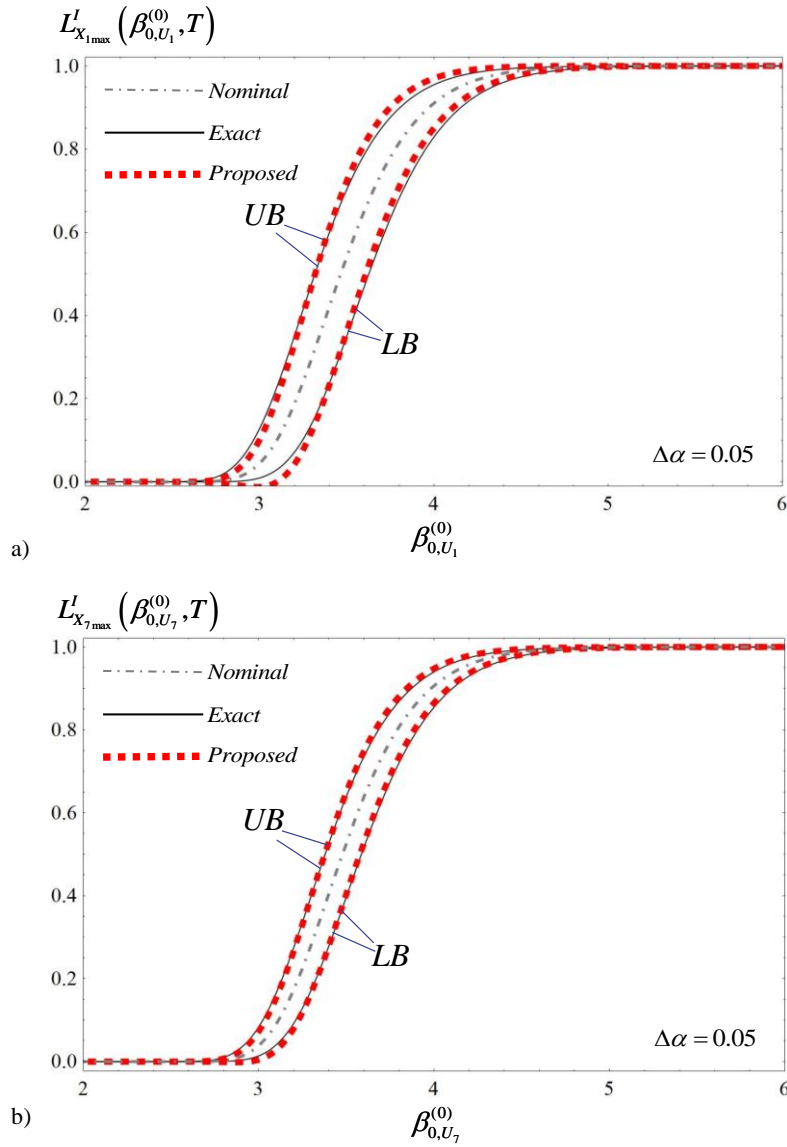 L^I_{X_{1max}}(β^{(0)}_{0,U_1},T)
1.0
Nominal
0.8
Exact
Proposed
UB
0.6
0.4
LB
0.2
Δα = 0.05
0.0
2 3 4 5 6
β^{(0)}_{0,U_1}
a)
L^I_{X_{7max}}(β^{(0)}_{0,U_7},T)
1.0
Nominal
0.8
Exact
Proposed
0.6
UB
0.4
LB
0.2
Δα = 0.05
0.0
2 3 4 5 6
β^{(0)}_{0,U_7}
b)